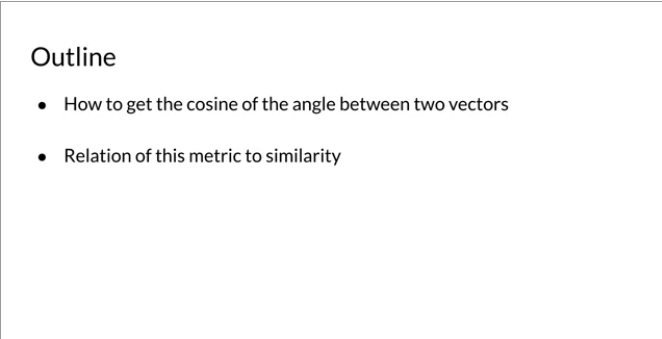 Outline
● How to get the cosine of the angle between two vectors
● Relation of this metric to similarity